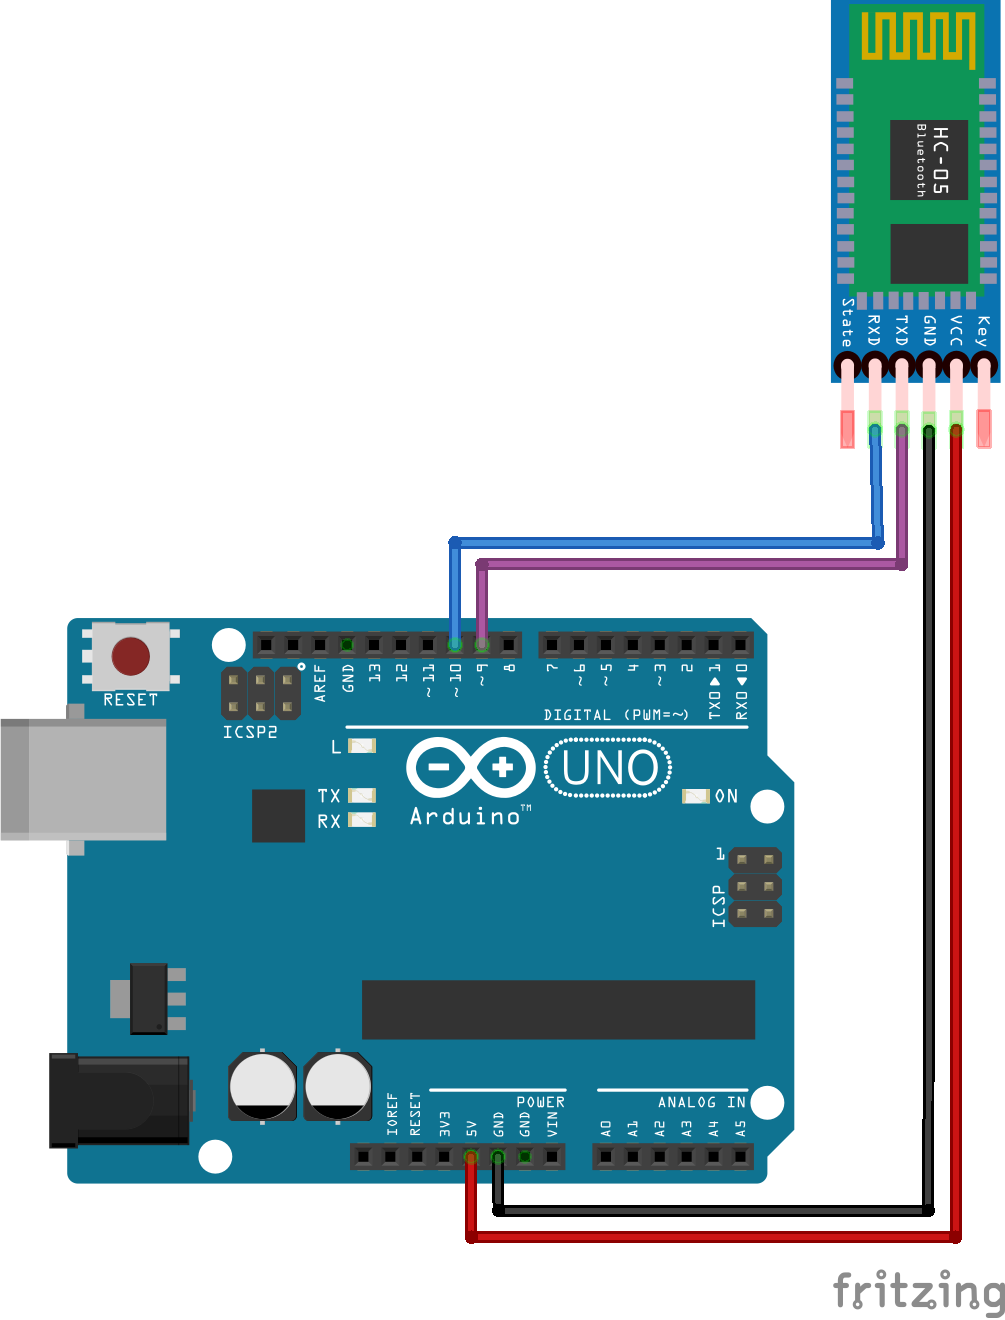 HC-05
Bluetooth
State
RXD
TXD
GND
VCC
Key
RESET
ICSP2
AREF
GND
13
12
~11
~10
~9
8
7
~6
~5
4
~3
2
TX0▶1
RX0◀0
DIGITAL (PWM=~)
L
TX
RX
Arduino™
UNO
ON
1
ICSP
IOREF
RESET
3V3
5V
GND
GND
VIN
POWER
ANALOG IN
A0
A1
A2
A3
A4
A5
fritzing